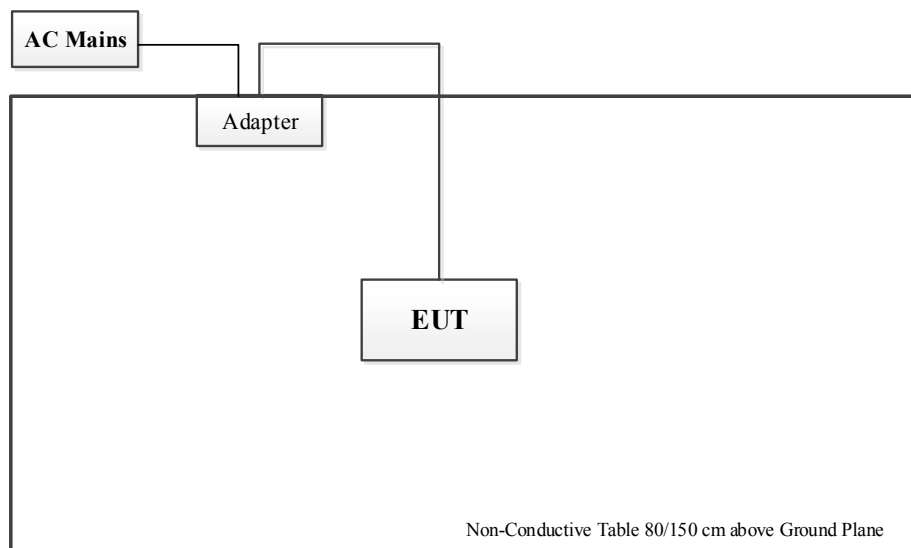 AC Mains
Adapter
EUT
Non-Conductive Table 80/150 cm above Ground Plane